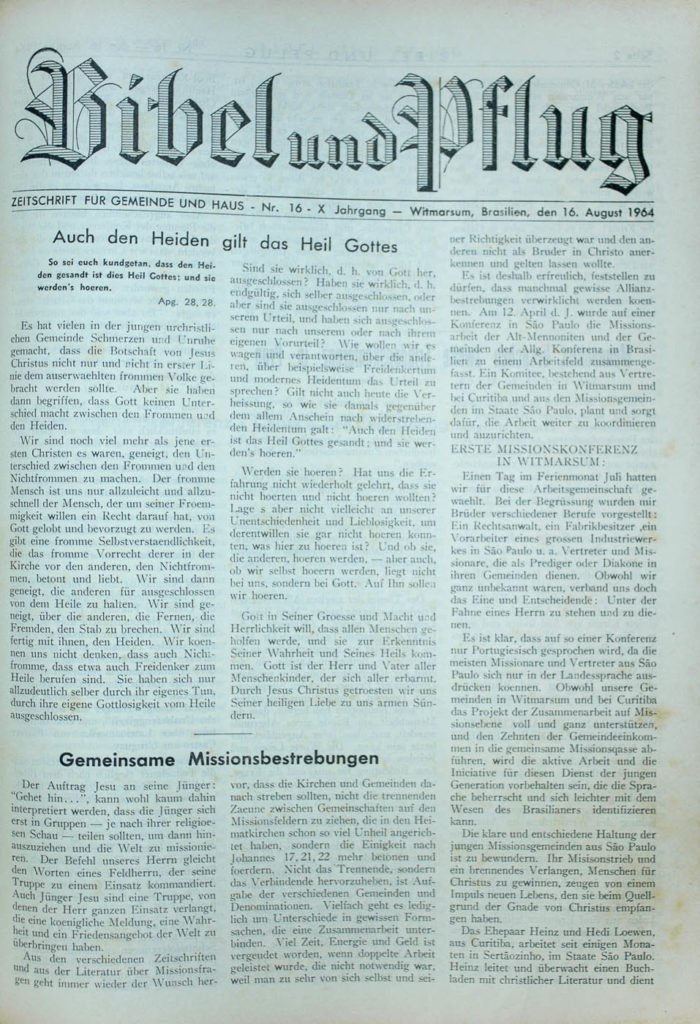 Bibel und Pflug
ZEITSCHRIFT FÜR GEMEINDE UND HAUS - Nr. 16 - X Jahrgang — Witmarsum, Brasilien, den 16. August 1964
Auch den Heiden gilt das Heil Gottes
So sei euch kundgetan, dass den Hei-
den gesandt ist dies Heil Gottes; und sie
werden's hoeren.
Apg. 28, 28.
Es hat vielen in der jungen urchristli-
chen Gemeinde Schmerzen und Unruhe
gemacht, dass die Botschaft von Jesus
Christus nicht nur und nicht in erster Li-
nie dem auserwaehlten frommen Volke ge-
bracht werden sollte. Aber sie haben
dann begriffen, dass Gott keinen Unter-
schied macht zwischen den Frommen und
den Heiden.
Wir sind noch viel mehr als jene er-
sten Christen es waren, geneigt, den Un-
terschied zwischen den Frommen und den
Nichtfrommen zu machen. Der fromme
Mensch ist uns nur allzuleicht und allzu-
schnell der Mensch, der um seiner Froem-
migkeit willen ein Recht darauf hat, von
Gott gelobt und bevorzugt zu werden. Es
gibt eine fromme Selbstverstaendlichkeit,
die das fromme Vorrecht derer in der
Kirche vor den anderen, den Nichtfrom-
men, betont und liebt. Wir sind dann
geneigt, die anderen für ausgeschlossen
von dem Heile zu halten. Wir sind ge-
neigt, über die anderen, die Fernen, die
Fremden, den Stab zu brechen. Wir sind
fertig mit ihnen, den Heiden. Wir koen-
nen uns nicht denken, dass auch Nicht-
fromme, dass etwa auch Freidenker zum
Heile berufen sind. Sie haben sich nur
allzudeutlich selber durch ihr eigenes Tun,
durch ihre eigene Gottlosigkeit vom Heile
ausgeschlossen.
Sind sie wirklich, d. h. von Gott her,
ausgeschlossen? Haben sie wirklich, d. h.
endgültig, sich selber ausgeschlossen, oder
aber sind sie ausgeschlossen nur nach un-
serem Urteil, und haben sich ausgeschlos-
sen nur nach unserem oder nach ihrem
eigenen Vorurteil? Wie wollen wir es
wagen und verantworten, über die ande-
ren, über beispielsweise Freidenkertum
und modernes Heidentum das Urteil zu
sprechen? Gilt nicht auch heute die Ver-
heissung, so wie sie damals gegenüber
dem allem Anschein nach widerstreben-
den Heidentum galt: "Auch den Heiden
ist das Heil Gottes gesandt; und sie wer-
den's hoeren."
Werden sie hoeren? Hat uns die Er-
fahrung nicht wiederholt gelehrt, dass sie
nicht hoerten und nicht hoeren wollten?
Lage s aber nicht vielleicht an unserer
Unentschiedenheit und Lieblosigkeit, um
derentwillen sie gar nicht hoeren konn-
ten, was hier zu hoeren ist? Und ob sie,
die anderen, hoeren werden, — aber auch,
ob wir selbst hoeren werden, liegt nicht
bei uns, sondern bei Gott. Auf Ihn sollen
wir hoeren.
Gott in Seiner Groesse und Macht und
Herrlichkeit will, dass allen Menschen ge-
holfen werde, und sie zur Erkenntnis
Seiner Wahrheit und Seines Heils kom-
men. Gott ist der Herr und Vater aller
Menschenkinder, der sich aller erbarmt.
Durch Jesus Christus getroesten wir uns
Seiner heiligen Liebe zu uns armen Sün-
dern.
Gemeinsame Missionsbestrebungen
Der Auftrag Jesu an seine Jünger:
"Gehet hin...", kann wohl kaum dahin
interpretiert werden, dass die Jünger sich
erst in Gruppen — je nach ihrer religioe-
sen Schau — teilen sollten, um dann hin-
auszuziehen und die Welt zu missionie-
ren. Der Befehl unseres Herrn gleicht
den Worten eines Feldherrn, der seine
Truppe zu einem Einsatz kommandiert.
Auch Jünger Jesu sind eine Truppe, von
denen der Herr ganzen Einsatz verlangt,
die eine koenigliche Meldung, eine Wahr-
heit und ein Friedensangebot der Welt zu
überbringen haben.
Aus den verschiedenen Zeitschriften
und aus der Literatur über Missionsfra-
gen geht immer wieder der Wunsch her-
vor, dass die Kirchen und Gemeinden da-
nach streben sollten, nicht die trennenden
Zaeune zwischen Gemeinschaften auf den
Missionsfeldern zu ziehen, die in den Hei-
matkirchen schon so viel Unheil angerich-
tet haben, sondern die Einigkeit nach
Johannes 17, 21, 22 mehr betonen und
foerdern. Nicht das Trennende, sondern
das Verbindende hervorzuheben, ist Auf-
gabe der verschiedenen Gemeinden und
Denominationen. Vielfach geht es ledig-
lich um Unterschiede in gewissen Form-
sachen, die eine Zusammenarbeit unter-
binden. Viel Zeit, Energie und Geld ist
vergeudet worden, wenn doppelte Arbeit
geleistet wurde, die nicht notwendig war,
weil man zu sehr von sich selbst und sei-
ner Richtigkeit überzeugt war und den an-
deren nicht als Bruder in Christo aner-
kennen und gelten lassen wollte.
Es ist deshalb erfreulich, feststellen zu
dürfen, dass manchmal gewisse Allianz-
bestrebungen verwirklicht werden koen-
nen. Am 12. April d. J. wurde auf einer
Konferenz in São Paulo die Missions-
arbeit der Alt-Mennoniten und der Ge-
meinden der Allg. Konferenz in Brasi-
lien zu einem Arbeitsfeld zusammenge-
fasst. Ein Komitee, bestehend aus Vertre-
tern der Gemeinden in Witmarsum und
bei Curitiba und aus den Missionsgemein-
den im Staate São Paulo, plant und sorgt
dafür, die Arbeit weiter zu koordinieren
und auszurichten.
ERSTE MISSIONSKONFERENZ
IN WITMARSUM:
Einen Tag im Ferienmonat Juli hatten
wir für diese Arbeitsgemeinschaft ge-
waehlt. Bei der Begrüssung wurden mir
Brüder verschiedener Berufe vorgestellt:
Ein Rechtsanwalt, ein Fabrikbesitzer ,ein
Vorarbeiter eines grossen Industriewer-
kes in São Paulo u. a. Vertreter und Mis-
sionare, die als Prediger oder Diakone in
ihren Gemeinden dienen. Obwohl wir
ganz unbekannt waren, verband uns doch
das Eine und Entscheidende: Unter der
Fahne eines Herrn zu stehen und zu die-
nen.
Es ist klar, dass auf so einer Konferenz
nur Portugiesisch gesprochen wird, da die
meisten Missionare und Vertreter aus São
Paulo sich nur in der Landessprache aus-
drücken koennen. Obwohl unsere Ge-
meinden in Witmarsum und bei Curitiba
das Projekt der Zusammenarbeit auf Mis-
sionsebene voll und ganz unterstützen,
und den Zehnten der Gemeindeeinkom-
men in die gemeinsame Missionsqasse ab-
führen, wird die aktive Arbeit und die
Iniciative für diesen Dienst der jungen
Generation vorbehalten sein, die die Spra-
che beherrscht und sich leichter mit dem
Wesen des Brasilianers identifizieren
kann.
Die klare und entschiedene Haltung der
jungen Missionsgemeinden aus São Paulo
ist zu bewundern. Ihr Misisonstrieb und
ein brennendes Verlangen, Menschen für
Christus zu gewinnen, zeugen von einem
Impuls neuen Lebens, den sie beim Quell-
grund der Gnade von Christus empfan-
gen haben.
Das Ehepaar Heinz und Hedi Loewen,
aus Curitiba, arbeitet seit einigen Mona-
ten in Sertãozinho, im Staate São Paulo.
Heinz leitet und überwacht einen Buch-
laden mit christlicher Literatur und dient